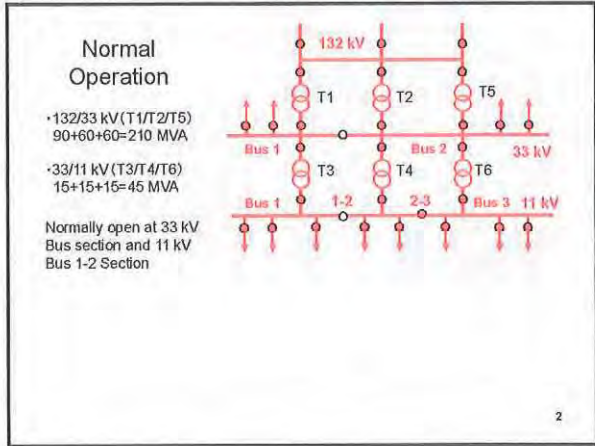 Normal
Operation
•132/33 kV(T1/T2/T5)
90+60+60=210 MVA
•33/11 kV (T3/T4/T6)
15+15+15=45 MVA
Normally open at 33 kV
Bus section and 11 kV
Bus 1-2 Section
132 kV
T1
T2
T5
Bus 1
Bus 2
33 kV
T3
T4
T6
Bus 1
1-2
2-3
Bus 3
11 kV
2